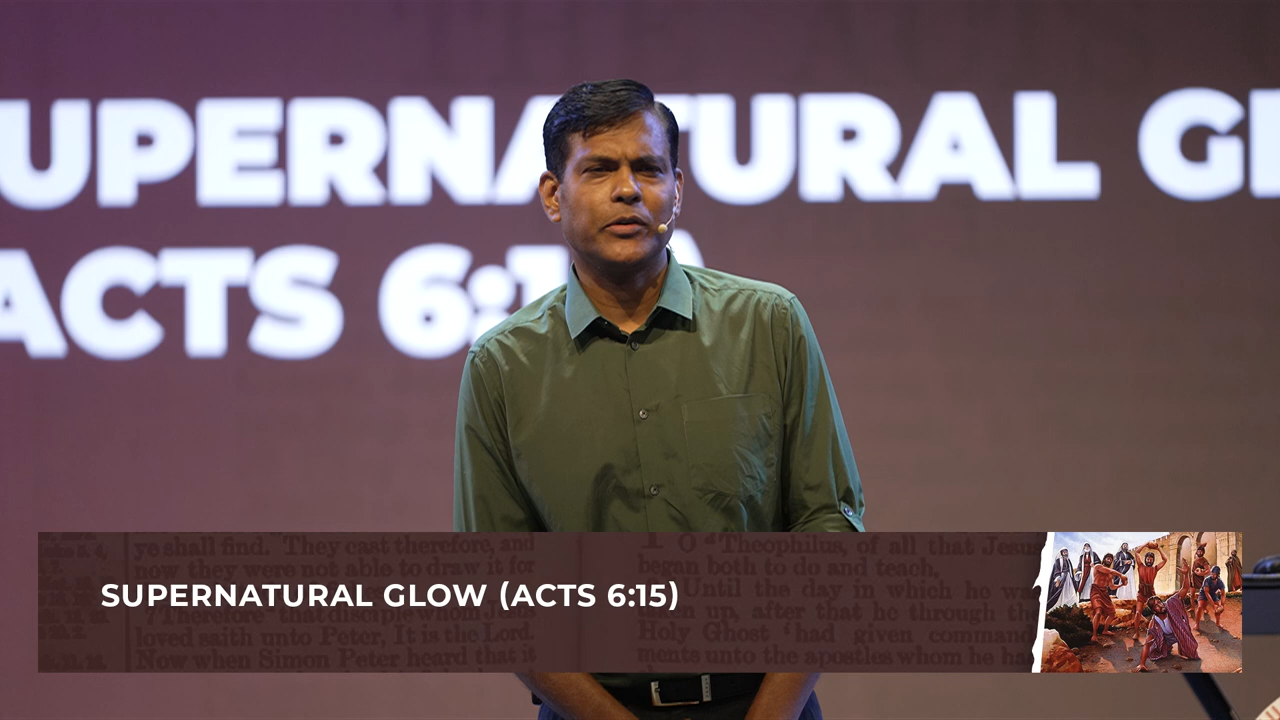 UPERNATURAL
ACTS 6:1
ye shall find. They cast therefore, and
now they were not able to draw it for
SUPERNATURAL GLOW (ACTS 6:15)
Therefore that disciple whom
loved saith unto Peter, It is the Lord.
Now when Simon Peter heard that it
O Theophilus, of all that Jesu
began both to do and teach,
Until the day in which he wa
up, after that he through the
Holy Ghost had given command
ments unto the apostles whom he ha